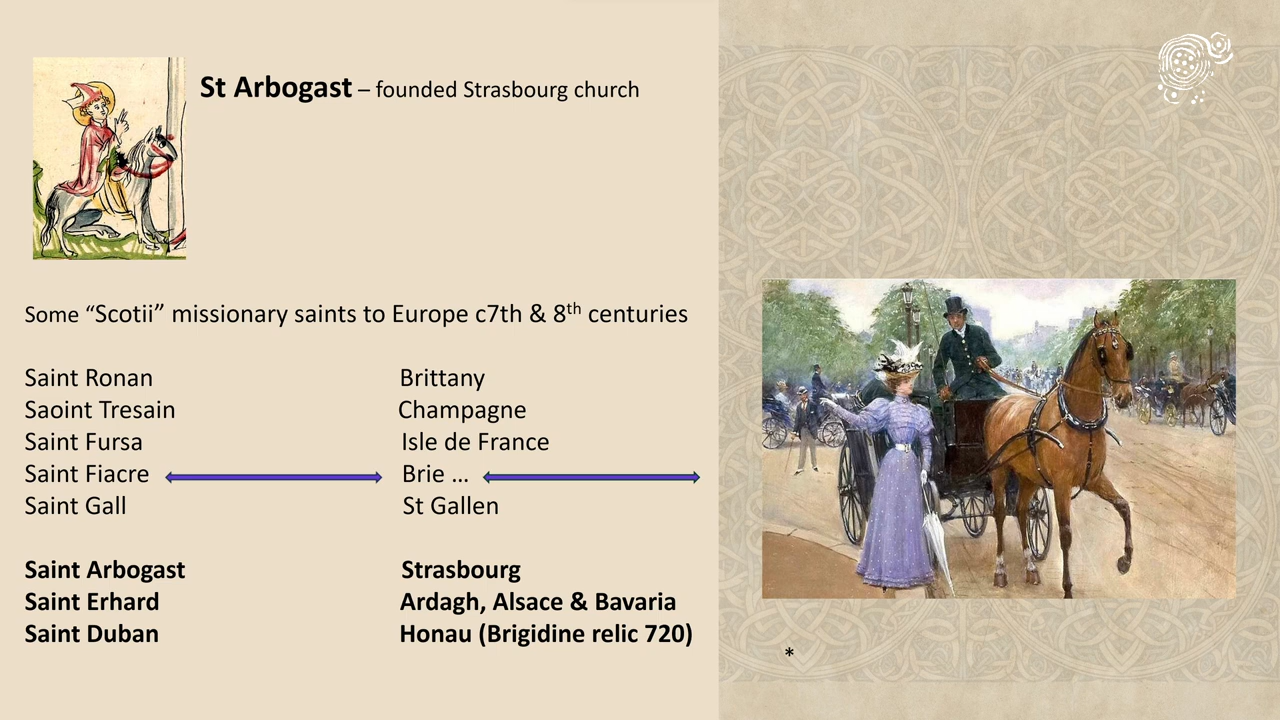 St Arbogast – founded Strasbourg church
Some “Scotii” missionary saints to Europe c7th & 8th centuries
Saint Ronan Brittany
Saoint Tresain Champagne
Saint Fursa Isle de France
Saint Fiacre Brie ...
Saint Gall St Gallen
Saint Arbogast Strasbourg
Saint Erhard Ardagh, Alsace & Bavaria
Saint Duban Honau (Brigidine relic 720)
*